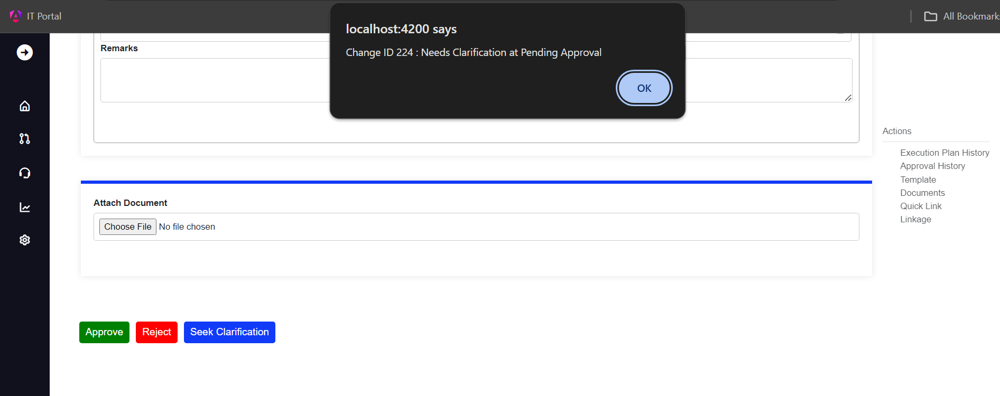 IT Portal
All Bookmarks
localhost:4200 says
Change ID 224 : Needs Clarification at Pending Approval
OK
Remarks
Actions
Execution Plan History
Approval History
Template
Documents
Quick Link
Linkage
Attach Document
Choose File No file chosen
Approve Reject Seek Clarification